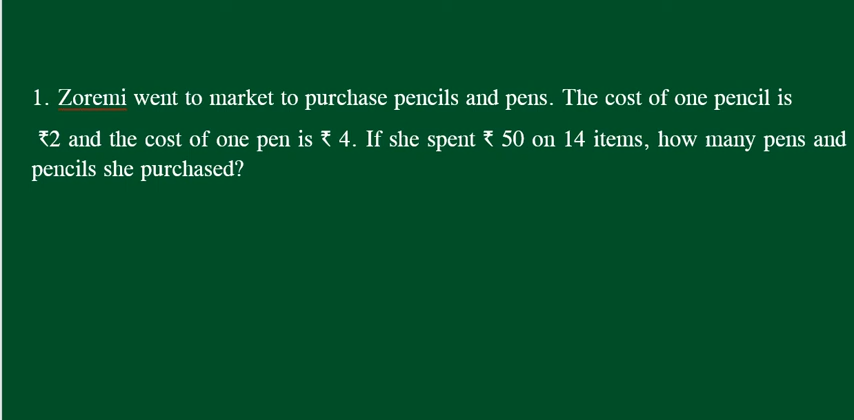 1. Zoremi went to market to purchase pencils and pens. The cost of one pencil is
₹2 and the cost of one pen is ₹ 4. If she spent ₹ 50 on 14 items, how many pens and
pencils she purchased?